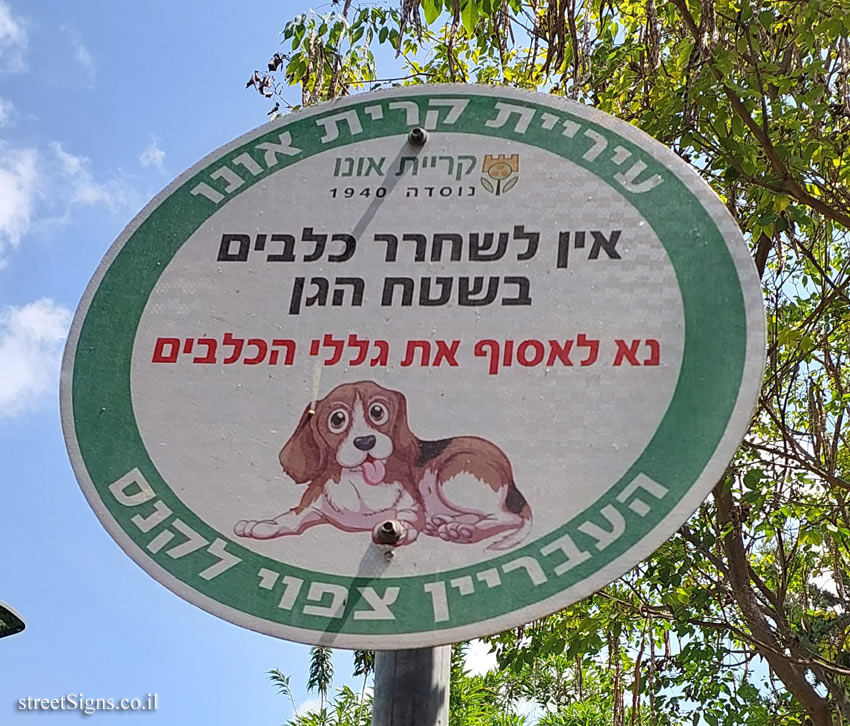 עיריית קרית אונו
קריית אונו
נוסדה 1940
אין לשחרר כלבים
בשטח הגן
נא לאסוף את גללי הכלבים
העבריין צפוי לקנס
streetSigns.co.il